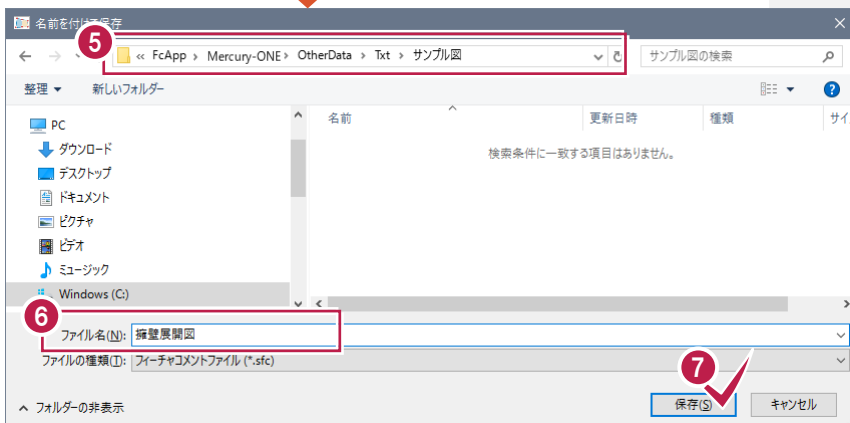 名前を付けて保存
5
« FcApp › Mercury-ONE › OtherData › Txt › サンプル図
サンプル図の検索
整理 新しいフォルダー
?
名前 更新日時 種類 サイ
検索条件に一致する項目はありません。
PC
ダウンロード
デスクトップ
ドキュメント
ピクチャ
ビデオ
ミュージック
Windows (C:)
6
ファイル名(N): 擁壁展開図
ファイルの種類(T): フィーチャコメントファイル (*.sfc)
7
フォルダーの非表示
保存(S) キャンセル